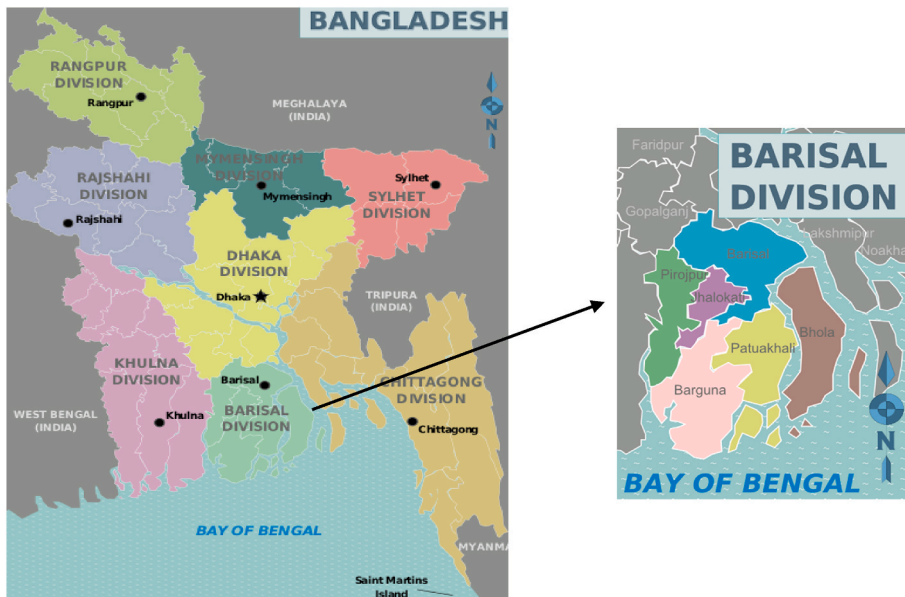 BANGLADESH
RANGPUR
DIVISION
Rangpur
MEGHALAYA
(INDIA)
N
MYMENSINGH
DIVISION
Mymensingh
RAJSHAHI
DIVISION
Rajshahi
Sylhet
SYLHET
DIVISION
DHAKA
DIVISION
Dhaka
TRIPURA
(INDIA)
KHULNA
DIVISION
Khulna
Barisal
BARISAL
DIVISION
CHITTAGONG
DIVISION
Chittagong
WEST BENGAL
(INDIA)
BAY OF BENGAL
MYANMA
Saint Martins
Island
BARISAL
DIVISION
Faridpur
Gopalganj
Lakshmipur
Noakha
Barisal
Pirojpur
Jhalokati
Patuakhali
Bhola
Barguna
N
BAY OF BENGAL